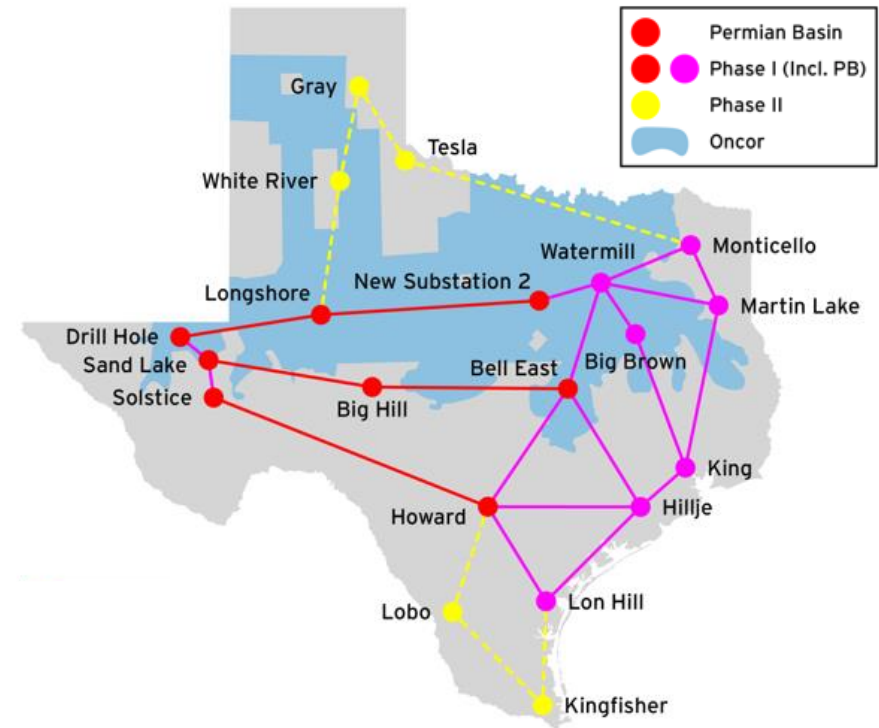 Permian Basin
Phase I (Incl. PB)
Phase II
Oncor
Gray
Tesla
White River
Monticello
Watermill
New Substation 2
Longshore
Martin Lake
Drill Hole
Sand Lake
Bell East
Big Brown
Solstice
Big Hill
King
Howard
Hillje
Lobo
Lon Hill
Kingfisher